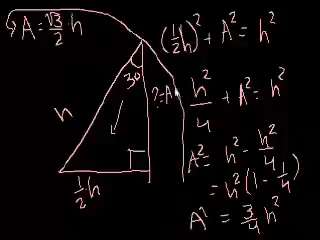 A = √3/2 · h
(1/2 h)² + A² = h²
30
?=A
h²/4 + A² = h²
h
A² = h² - h²/4
= h²(1 - 1/4)
1/2 h
A² = 3/4 h²